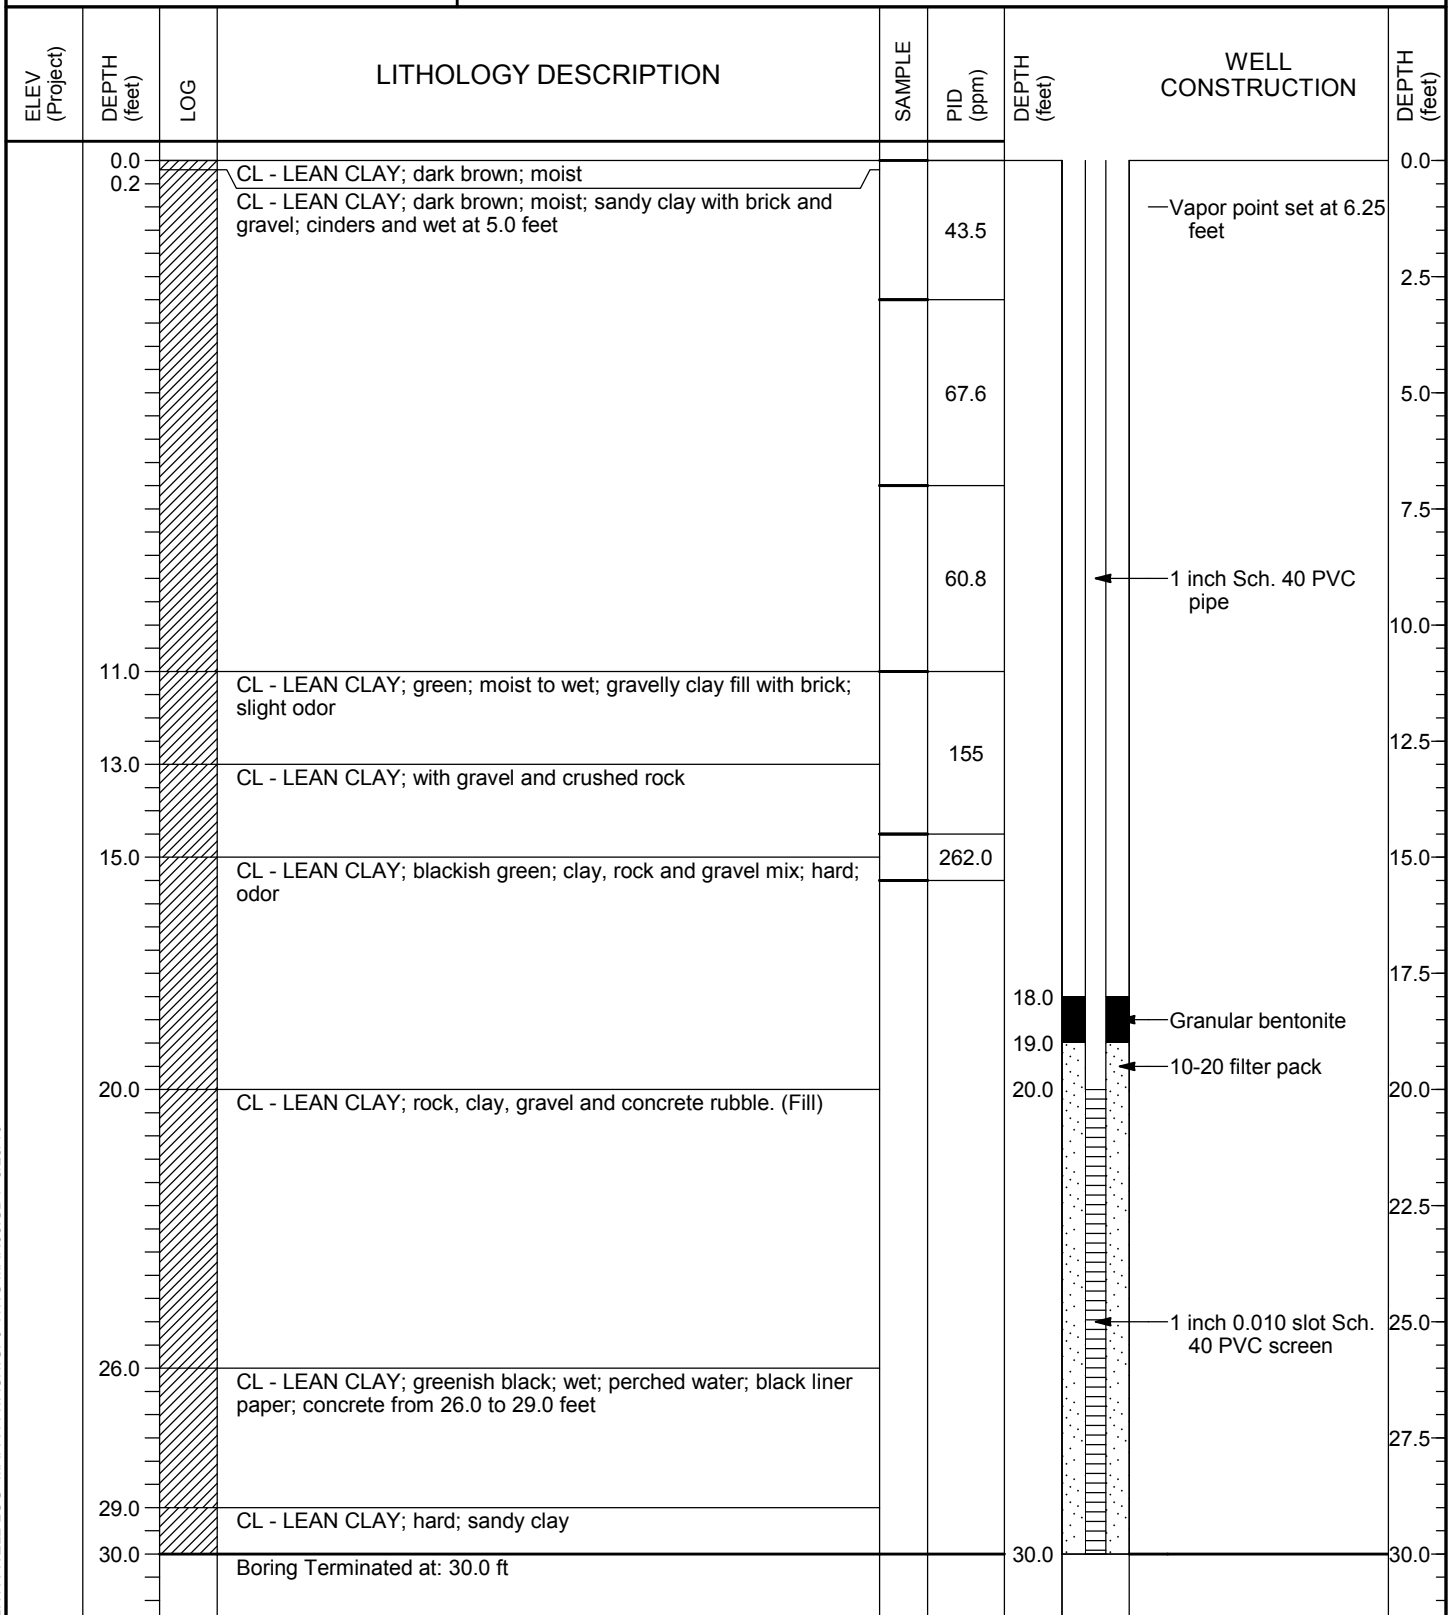 ELEV
(Project)
DEPTH
(feet)
LOG
LITHOLOGY DESCRIPTION
SAMPLE
PID
(ppm)
DEPTH
(feet)
WELL
CONSTRUCTION
DEPTH
(feet)
0.0
0.2
CL - LEAN CLAY; dark brown; moist
CL - LEAN CLAY; dark brown; moist; sandy clay with brick and
gravel; cinders and wet at 5.0 feet
43.5
67.6
60.8
11.0
CL - LEAN CLAY; green; moist to wet; gravelly clay fill with brick;
slight odor
155
13.0
CL - LEAN CLAY; with gravel and crushed rock
15.0
262.0
CL - LEAN CLAY; blackish green; clay, rock and gravel mix; hard;
odor
20.0
CL - LEAN CLAY; rock, clay, gravel and concrete rubble. (Fill)
26.0
CL - LEAN CLAY; greenish black; wet; perched water; black liner
paper; concrete from 26.0 to 29.0 feet
29.0
CL - LEAN CLAY; hard; sandy clay
30.0
Boring Terminated at: 30.0 ft
18.0
19.0
20.0
30.0
Vapor point set at 6.25
feet
1 inch Sch. 40 PVC
pipe
Granular bentonite
10-20 filter pack
1 inch 0.010 slot Sch.
40 PVC screen
0.0
2.5
5.0
7.5
10.0
12.5
15.0
17.5
20.0
22.5
25.0
27.5
30.0